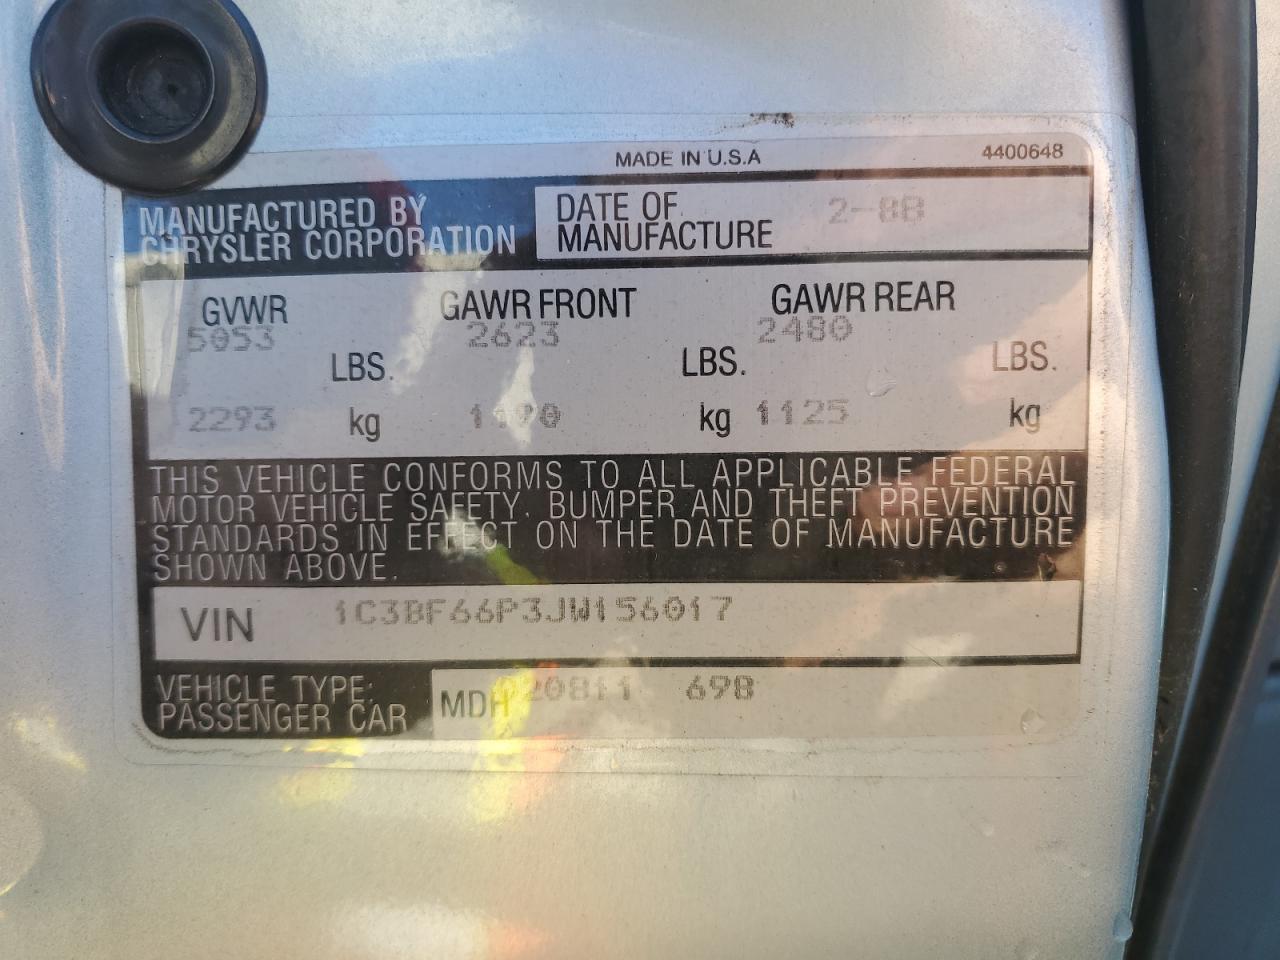 MADE IN U.S.A 4400648
MANUFACTURED BY
CHRYSLER CORPORATION
DATE OF
MANUFACTURE 2-88
GVWR GAWR FRONT GAWR REAR
5053 LBS. 2623 LBS. 2480 LBS.
2293 kg 1190 kg 1125 kg
THIS VEHICLE CONFORMS TO ALL APPLICABLE FEDERAL
MOTOR VEHICLE SAFETY, BUMPER AND THEFT PREVENTION
STANDARDS IN EFFECT ON THE DATE OF MANUFACTURE
SHOWN ABOVE.
VIN 1C3BF66P3JW156017
VEHICLE TYPE:
PASSENGER CAR
MDH 20811 698